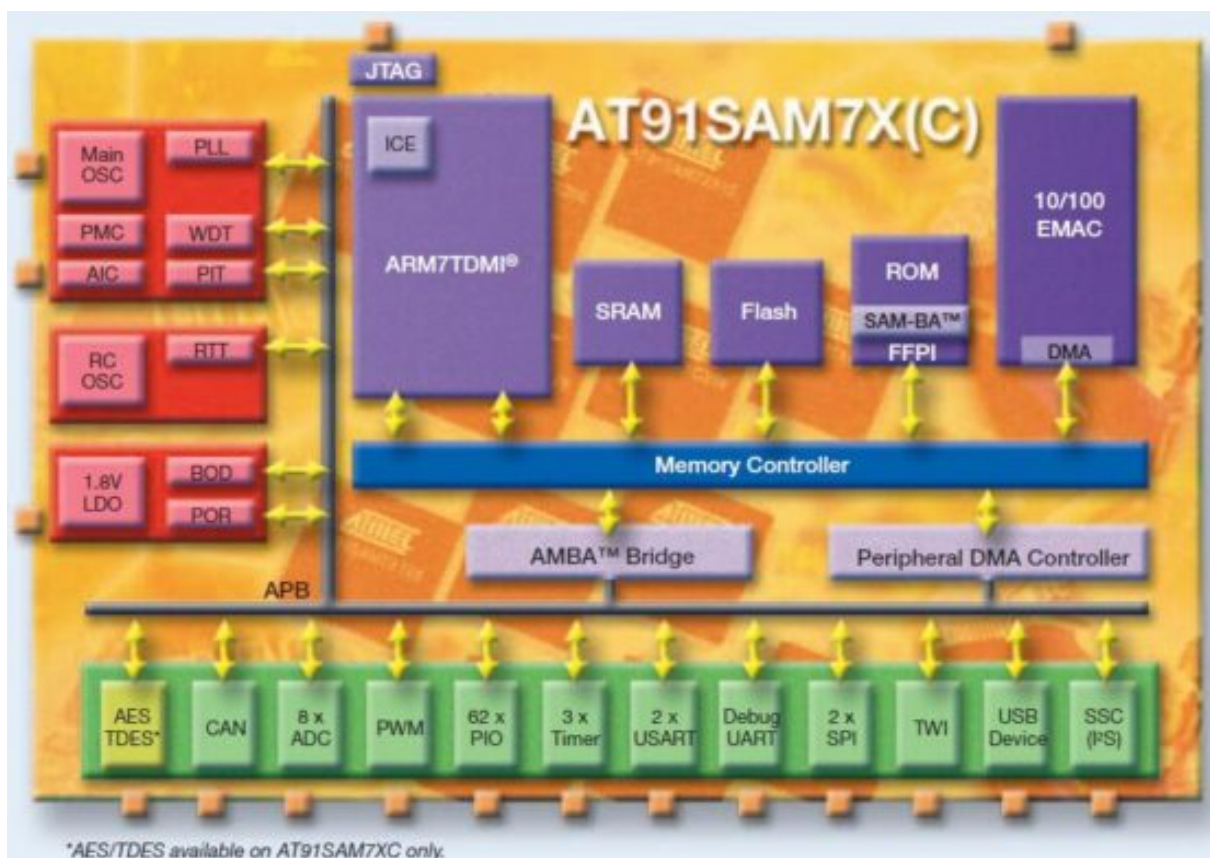 JTAG
AT91SAM7X(C)
ICE
ARM7TDMI®
Main
OSC
PLL
PMC
WDT
AIC
PIT
RC
OSC
RTT
1.8V
LDO
BOD
POR
SRAM
Flash
ROM
SAM-BA™
FFPI
10/100
EMAC
DMA
Memory Controller
AMBA™ Bridge
Peripheral DMA Controller
APB
AES
TDES*
CAN
8 x
ADC
PWM
62 x
PIO
3 x
Timer
2 x
USART
Debug
UART
2 x
SPI
TWI
USB
Device
SSC
(I²S)
*AES/TDES available on AT91SAM7XC only.